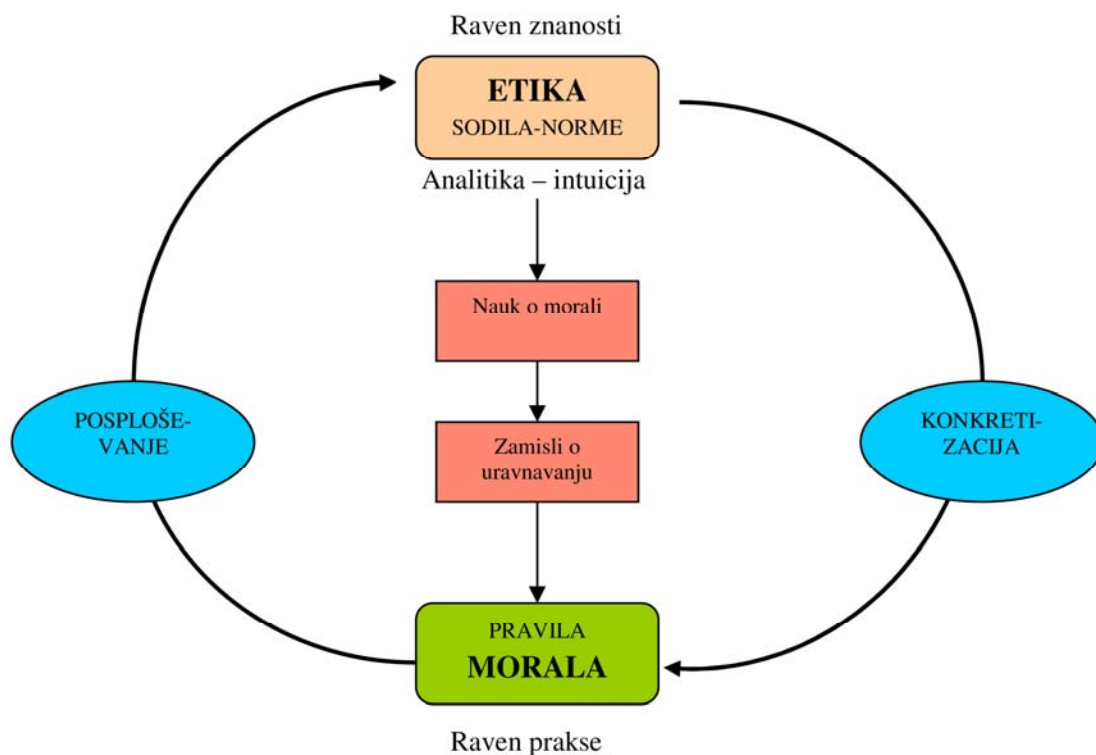 Raven znanosti
ETIKA
SODILA-NORME
Analitika – intuicija
Nauk o morali
POSPLOŠE-
VANJE
KONKRETI-
ZACIJA
Zamisli o
uravnavanju
PRAVILA
MORALA
Raven prakse